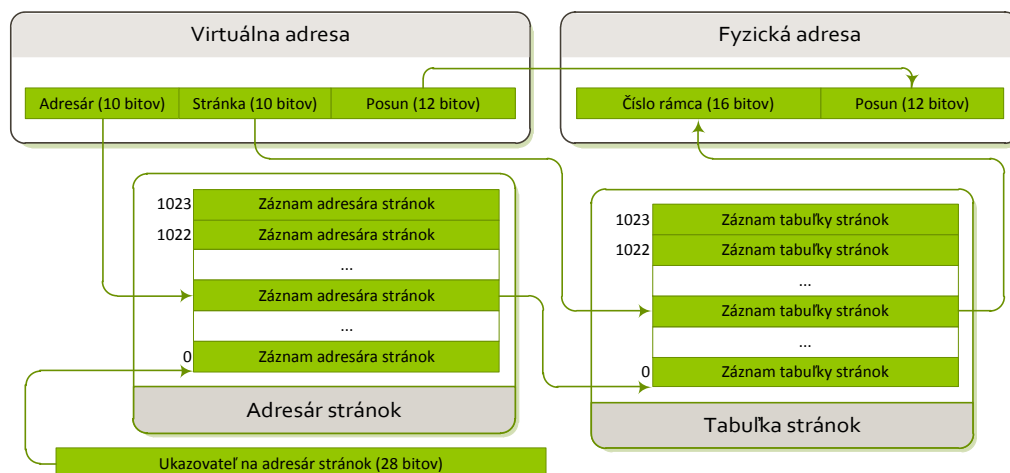 Virtuálna adresa
Fyzická adresa
Adresár (10 bitov) Stránka (10 bitov) Posun (12 bitov)
Číslo rámca (16 bitov) Posun (12 bitov)
1023 Záznam adresára stránok
1022 Záznam adresára stránok
...
Záznam adresára stránok
...
0 Záznam adresára stránok
Adresár stránok
1023 Záznam tabuľky stránok
1022 Záznam tabuľky stránok
...
Záznam tabuľky stránok
...
0 Záznam tabuľky stránok
Tabuľka stránok
Ukazovateľ na adresár stránok (28 bitov)